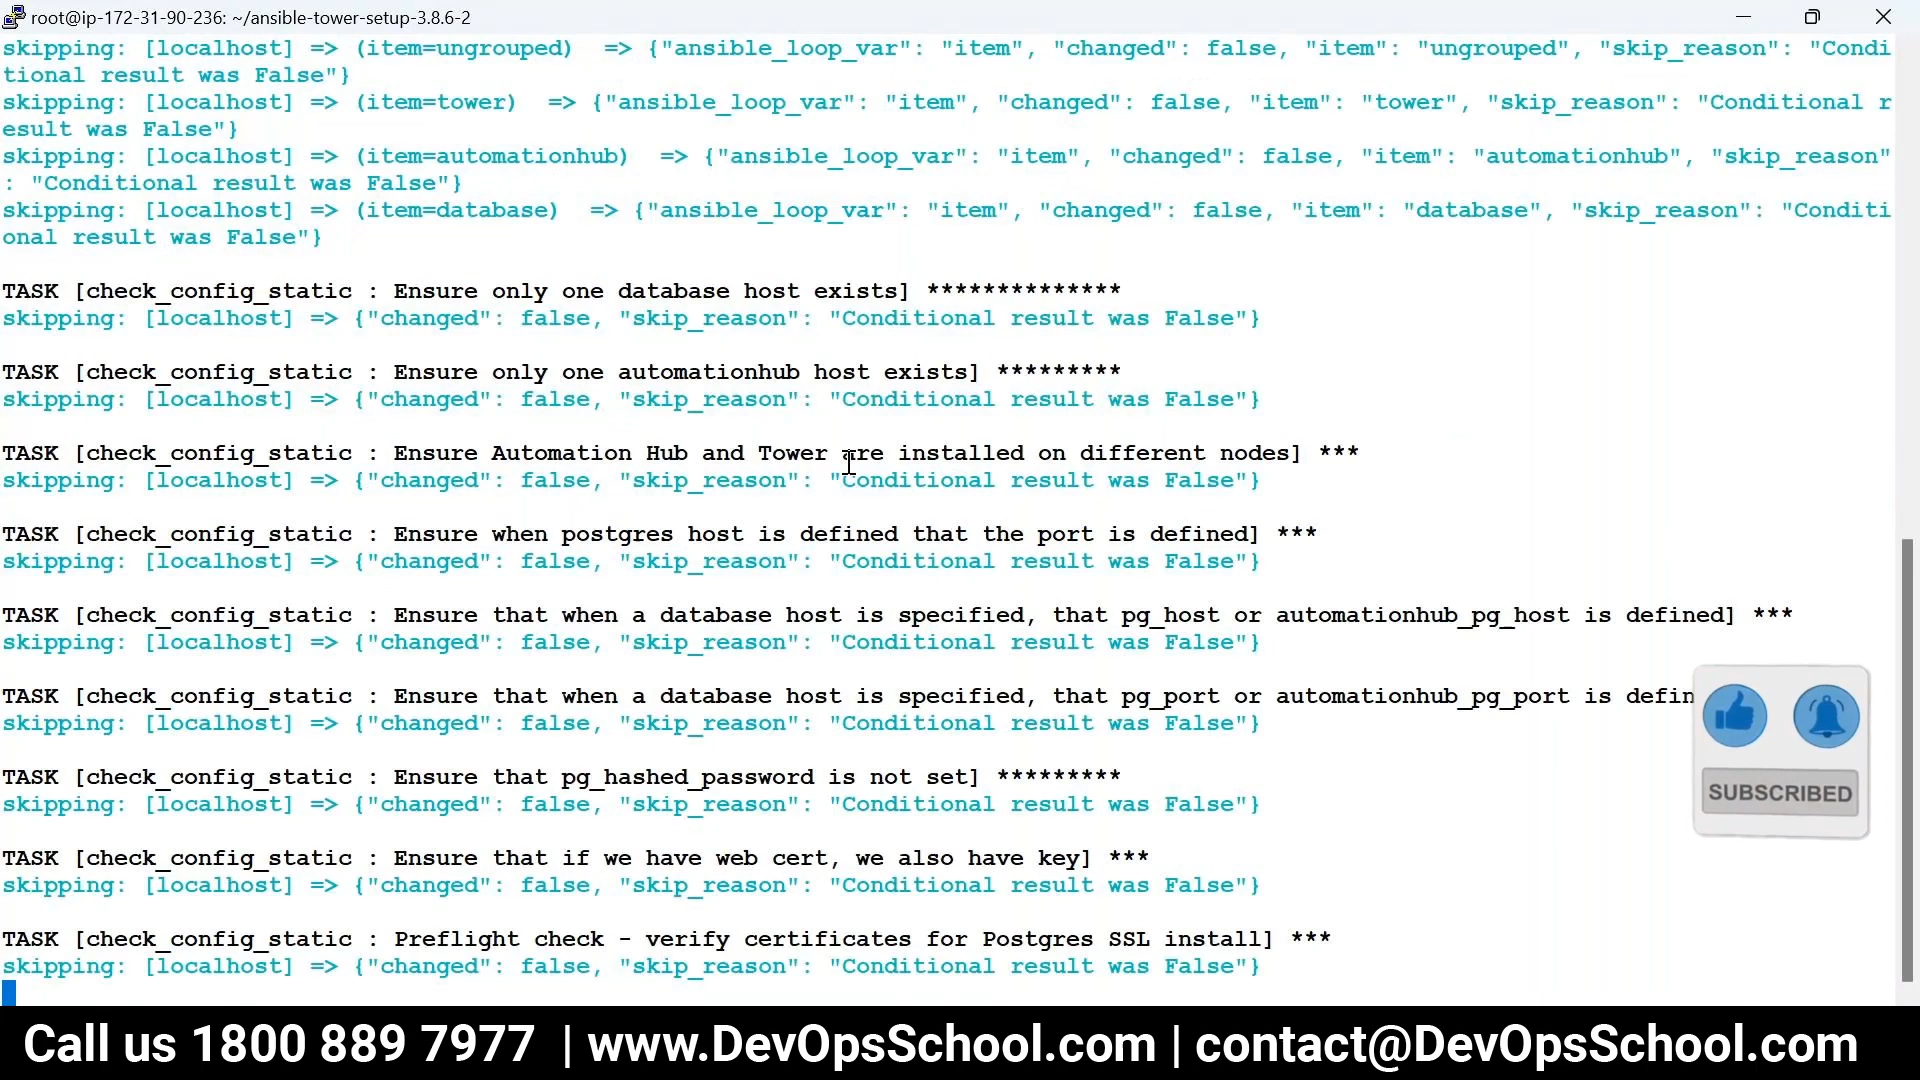 root@ip-172-31-90-236: ~/ansible-tower-setup-3.8.6-2
skipping: [localhost] => (item=ungrouped)  => {"ansible_loop_var": "item", "changed": false, "item": "ungrouped", "skip_reason": "Condi
tional result was False"}
skipping: [localhost] => (item=tower)  => {"ansible_loop_var": "item", "changed": false, "item": "tower", "skip_reason": "Conditional r
esult was False"}
skipping: [localhost] => (item=automationhub)  => {"ansible_loop_var": "item", "changed": false, "item": "automationhub", "skip_reason"
: "Conditional result was False"}
skipping: [localhost] => (item=database)  => {"ansible_loop_var": "item", "changed": false, "item": "database", "skip_reason": "Conditi
onal result was False"}
TASK [check_config_static : Ensure only one database host exists] **************
skipping: [localhost] => {"changed": false, "skip_reason": "Conditional result was False"}
TASK [check_config_static : Ensure only one automationhub host exists] *********
skipping: [localhost] => {"changed": false, "skip_reason": "Conditional result was False"}
TASK [check_config_static : Ensure Automation Hub and Tower are installed on different nodes] ***
skipping: [localhost] => {"changed": false, "skip_reason": "Conditional result was False"}
TASK [check_config_static : Ensure when postgres host is defined that the port is defined] ***
skipping: [localhost] => {"changed": false, "skip_reason": "Conditional result was False"}
TASK [check_config_static : Ensure that when a database host is specified, that pg_host or automationhub_pg_host is defined] ***
skipping: [localhost] => {"changed": false, "skip_reason": "Conditional result was False"}
TASK [check_config_static : Ensure that when a database host is specified, that pg_port or automationhub_pg_port is defin
skipping: [localhost] => {"changed": false, "skip_reason": "Conditional result was False"}
TASK [check_config_static : Ensure that pg_hashed_password is not set] *********
skipping: [localhost] => {"changed": false, "skip_reason": "Conditional result was False"}
SUBSCRIBED
TASK [check_config_static : Ensure that if we have web cert, we also have key] ***
skipping: [localhost] => {"changed": false, "skip_reason": "Conditional result was False"}
TASK [check_config_static : Preflight check - verify certificates for Postgres SSL install] ***
skipping: [localhost] => {"changed": false, "skip_reason": "Conditional result was False"}
Call us 1800 889 7977 | www.DevOpsSchool.com | contact@DevOpsSchool.com